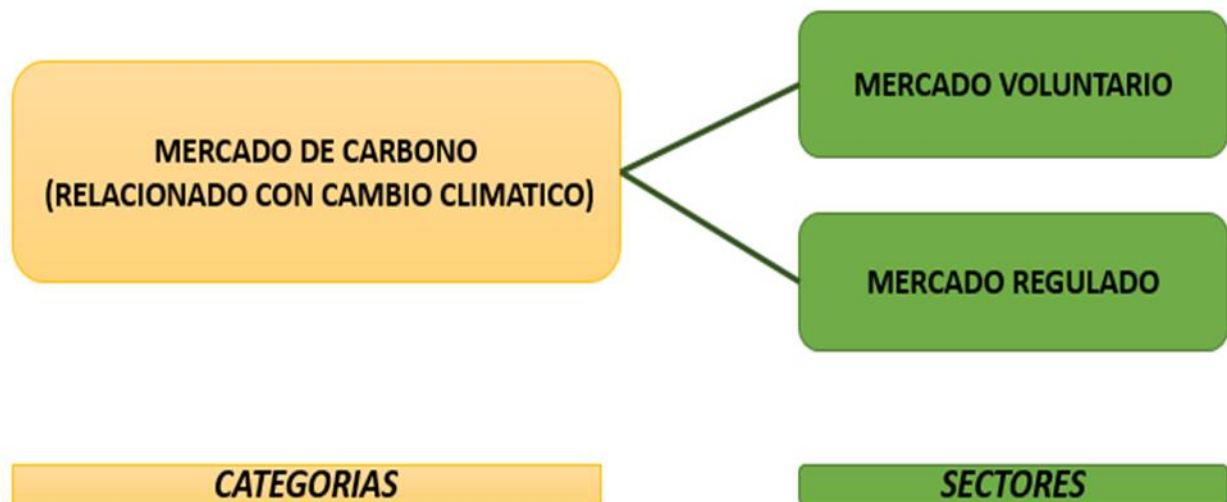 MERCADO DE CARBONO
(RELACIONADO CON CAMBIO CLIMATICO)
MERCADO VOLUNTARIO
MERCADO REGULADO
CATEGORIAS
SECTORES